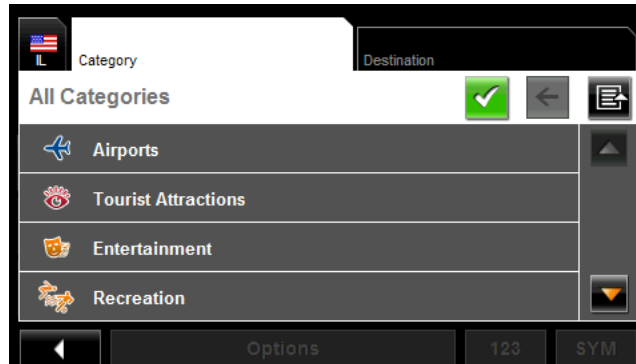 IL
Category
Destination
All Categories
Airports
Tourist Attractions
Entertainment
Recreation
Options
123
SYM